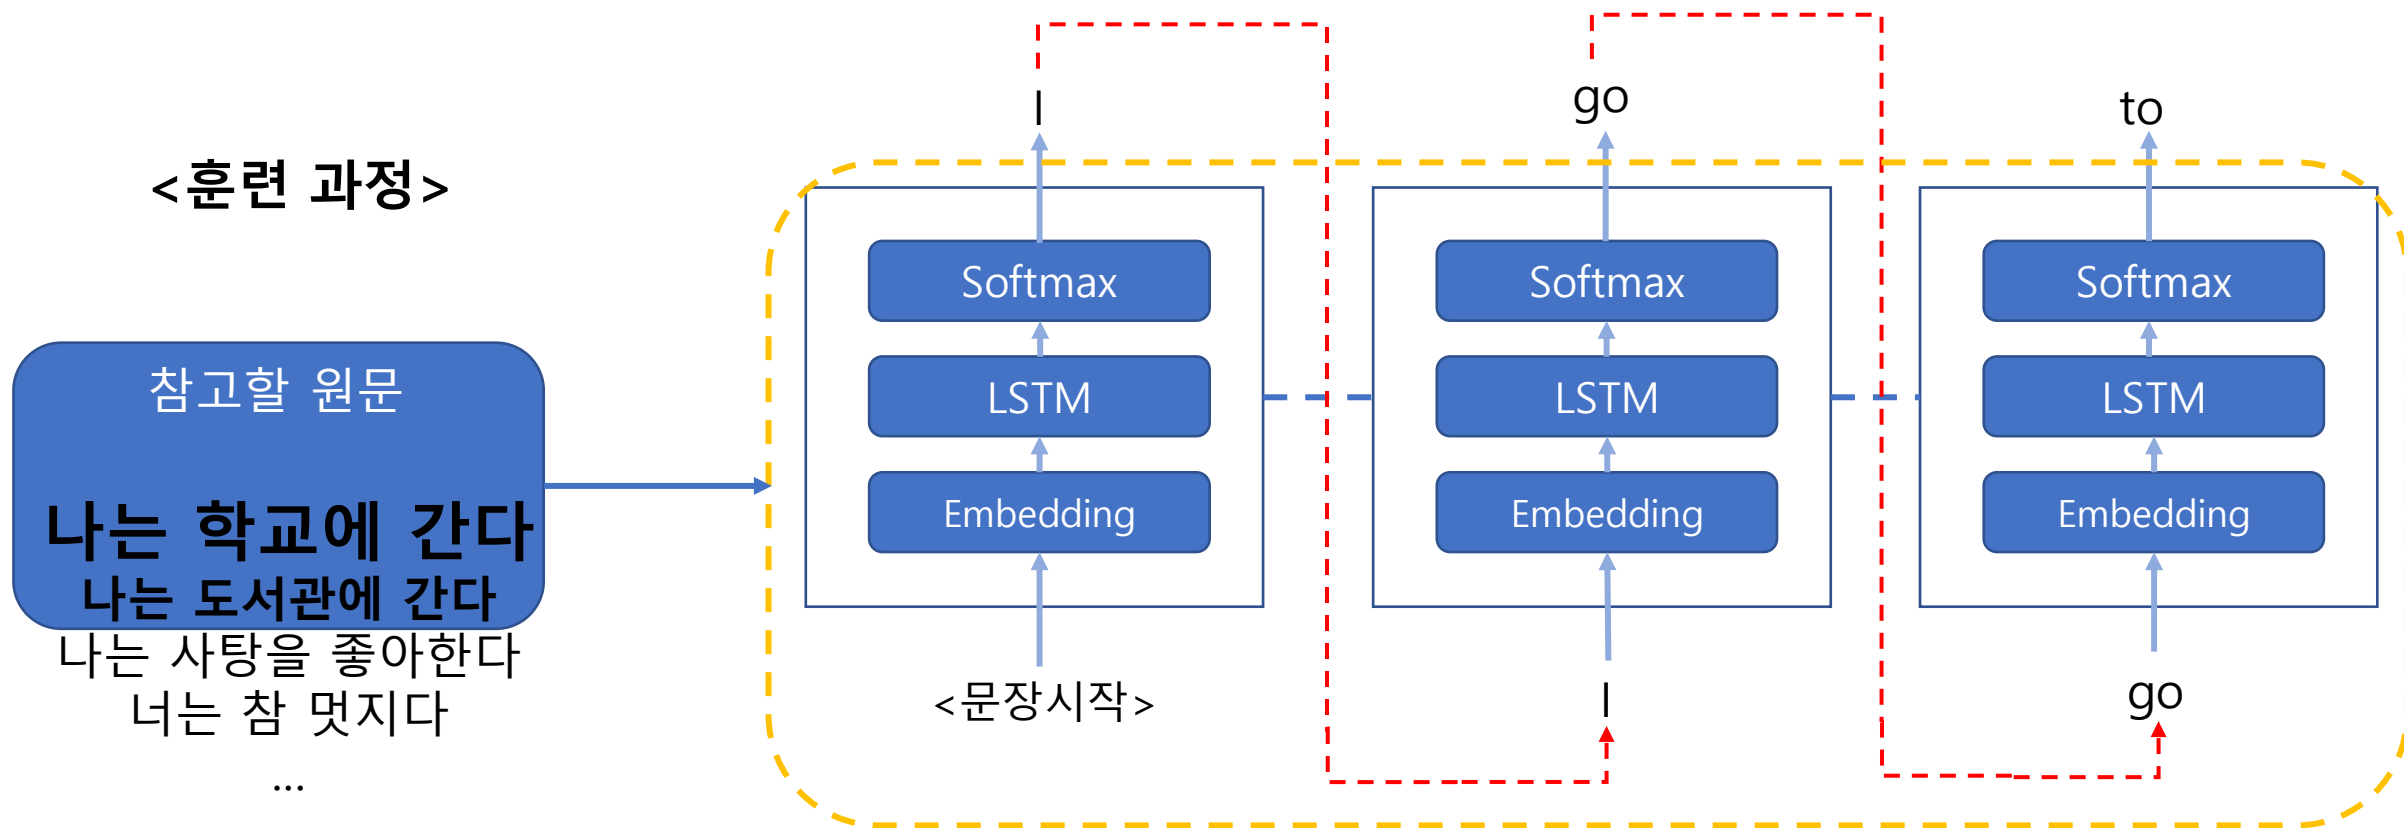 <훈련 과정>
참고할 원문
나는 학교에 간다
나는 도서관에 간다
나는 사탕을 좋아한다
너는 참 멋지다
...
I
Softmax
LSTM
Embedding
<문장시작>
go
Softmax
LSTM
Embedding
I
to
Softmax
LSTM
Embedding
go